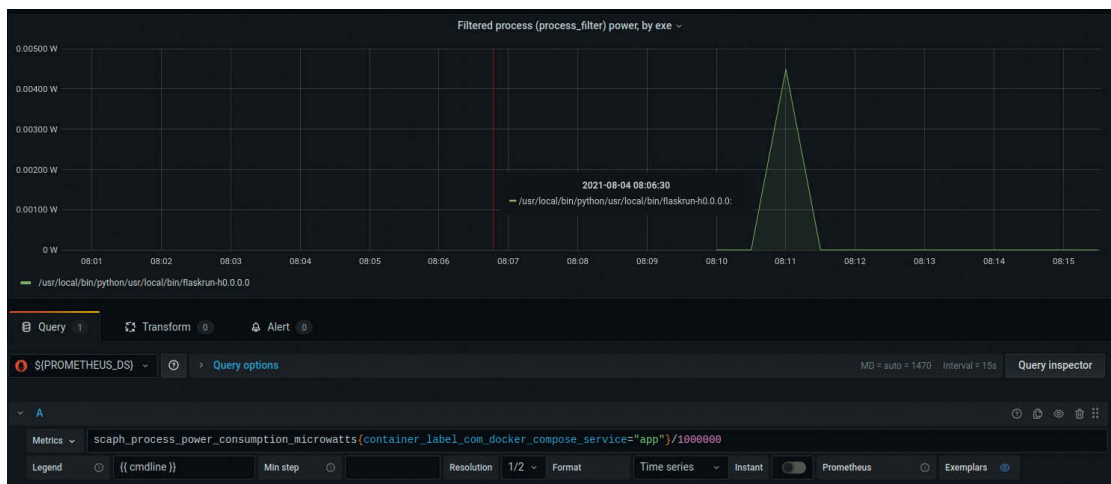 Filtered process (process_filter) power, by exe
0.00500 W
0.00400 W
0.00300 W
0.00200 W
0.00100 W
0 W
2021-08-04 08:06:30
/usr/local/bin/python/usr/local/bin/flaskrun-h0.0.0.0:
08:01 08:02 08:03 08:04 08:05 08:06 08:07 08:08 08:09 08:10 08:11 08:12 08:13 08:14 08:15
/usr/local/bin/python/usr/local/bin/flaskrun-h0.0.0.0
Query 1 Transform 0 Alert 0
${PROMETHEUS_DS} Query options MD = auto = 1470 Interval = 15s Query inspector
A
Metrics scaph_process_power_consumption_microwatts{container_label_com_docker_compose_service="app"}/1000000
Legend {{ cmdline }} Min step Resolution 1/2 Format Time series Instant Prometheus Exemplars